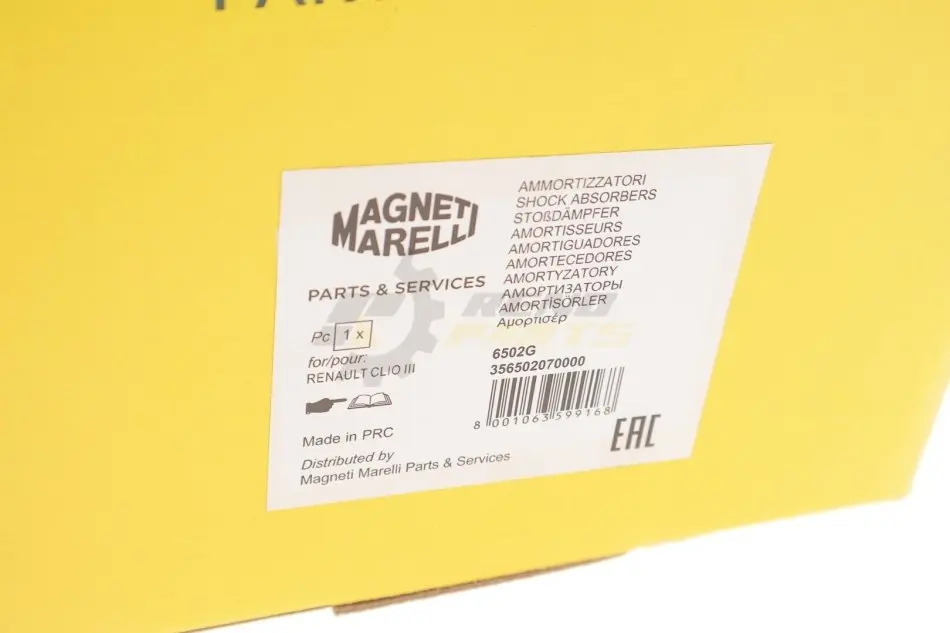 MAGNETI
MARELLI
PARTS & SERVICES
Pc 1 x
for/pour:
RENAULT CLIO III
Made in PRC
Distributed by
Magneti Marelli Parts & Services
AMMORTIZZATORI
SHOCK ABSORBERS
STOßDÄMPFER
AMORTISSEURS
AMORTIGUADORES
AMORTECEDORES
AMORTYZATORY
АМОРТИЗАТОРЫ
AMORTİSÖRLER
Αμορτισέρ
6502G
356502070000
8 001063 599168
EAC
PARTS